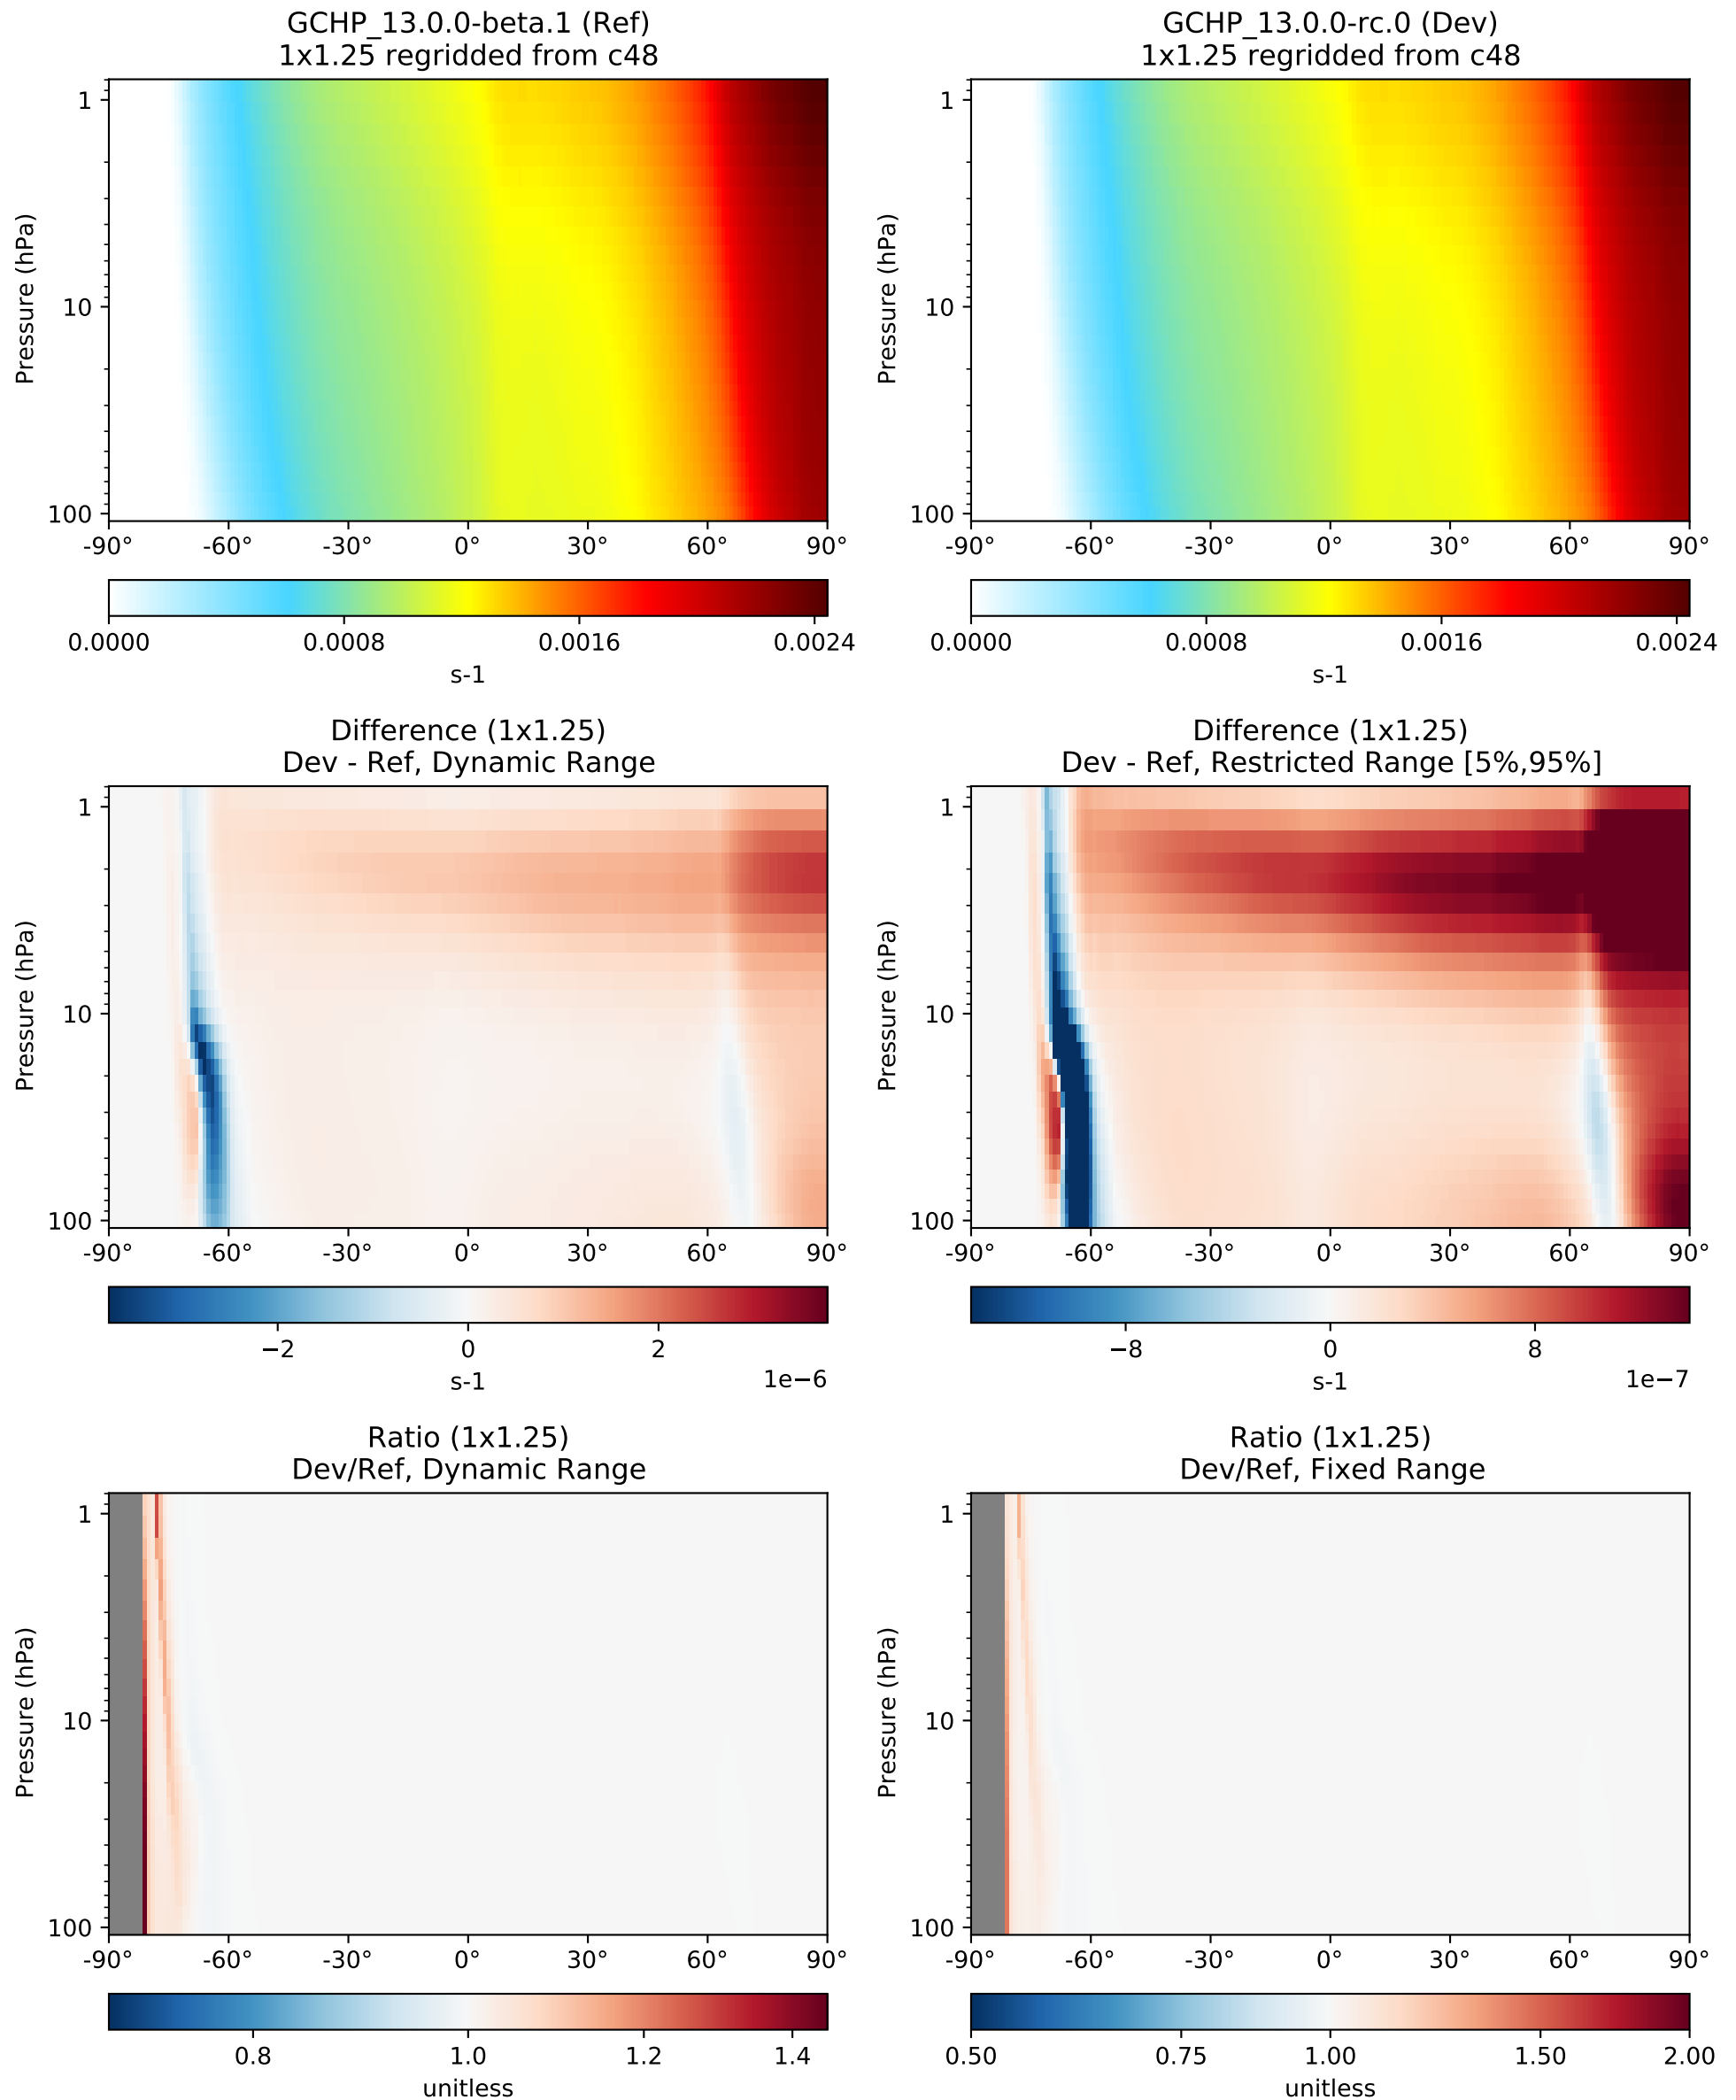 GCHP_13.0.0-beta.1 (Ref)
1x1.25 regridded from c48
Pressure (hPa)
1
10
100
-90° -60° -30° 0° 30° 60° 90°
0.0000 0.0008 0.0016 0.0024
s-1
GCHP_13.0.0-rc.0 (Dev)
1x1.25 regridded from c48
Pressure (hPa)
1
10
100
-90° -60° -30° 0° 30° 60° 90°
0.0000 0.0008 0.0016 0.0024
s-1
Difference (1x1.25)
Dev - Ref, Dynamic Range
Pressure (hPa)
1
10
100
-90° -60° -30° 0° 30° 60° 90°
−2 0 2
s-1
1e−6
Difference (1x1.25)
Dev - Ref, Restricted Range [5%,95%]
Pressure (hPa)
1
10
100
-90° -60° -30° 0° 30° 60° 90°
−8 0 8
s-1
1e−7
Ratio (1x1.25)
Dev/Ref, Dynamic Range
Pressure (hPa)
1
10
100
-90° -60° -30° 0° 30° 60° 90°
0.8 1.0 1.2 1.4
unitless
Ratio (1x1.25)
Dev/Ref, Fixed Range
Pressure (hPa)
1
10
100
-90° -60° -30° 0° 30° 60° 90°
0.50 0.75 1.00 1.50 2.00
unitless